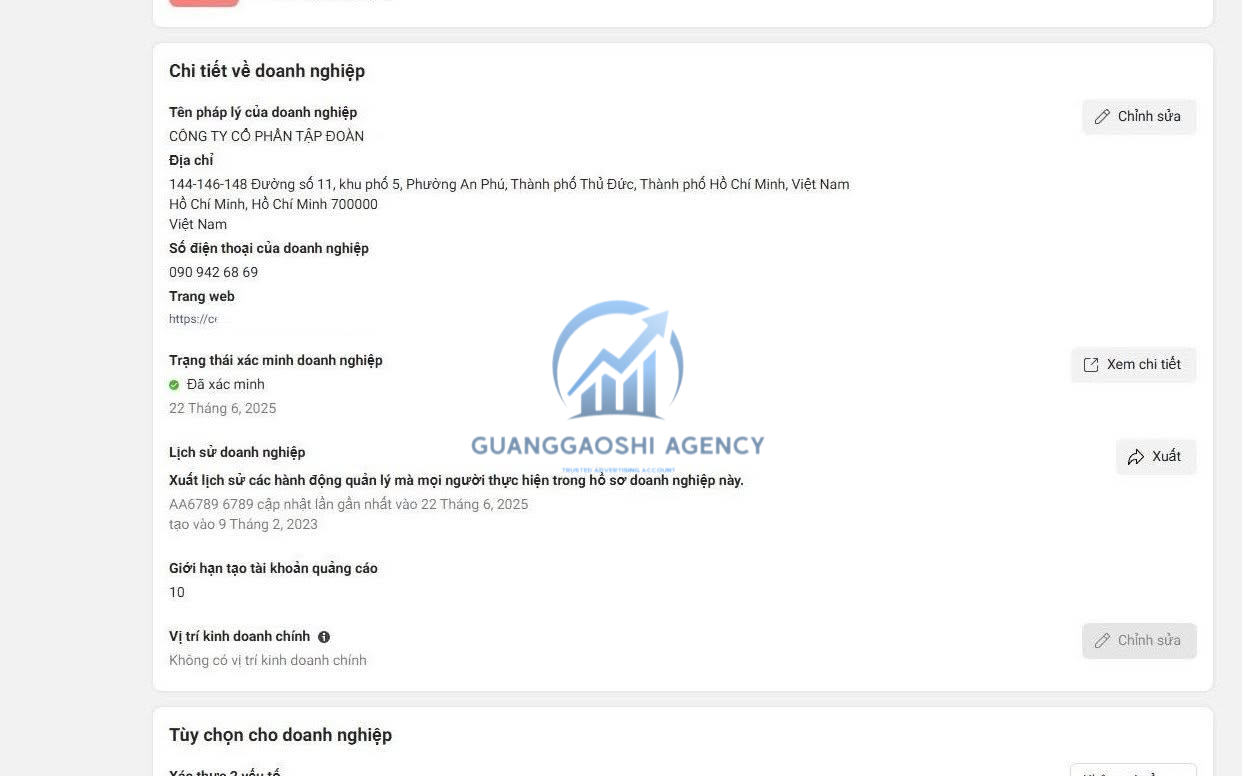 Chi tiết về doanh nghiệp
Tên pháp lý của doanh nghiệp
Chỉnh sửa
CÔNG TY CỔ PHẦN TẬP ĐOÀN
Địa chỉ
144-146-148 Đường số 11, khu phố 5, Phường An Phú, Thành phố Thủ Đức, Thành phố Hồ Chí Minh, Việt Nam
Hồ Chí Minh, Hồ Chí Minh 700000
Việt Nam
Số điện thoại của doanh nghiệp
090 942 68 69
Trang web
https://ce
Trạng thái xác minh doanh nghiệp
Xem chi tiết
Đã xác minh
22 Tháng 6, 2025
GUANGGAOSHI AGENCY
TRUSTED ADVERTISING ACCOUNT
Lịch sử doanh nghiệp
Xuất
Xuất lịch sử các hành động quản lý mà mọi người thực hiện trong hồ sơ doanh nghiệp này.
AA6789 6789 cập nhật lần gần nhất vào 22 Tháng 6, 2025
tạo vào 9 Tháng 2, 2023
Giới hạn tạo tài khoản quảng cáo
10
Vị trí kinh doanh chính
Chỉnh sửa
Không có vị trí kinh doanh chính
Tùy chọn cho doanh nghiệp
Xác thực 2 yếu tố